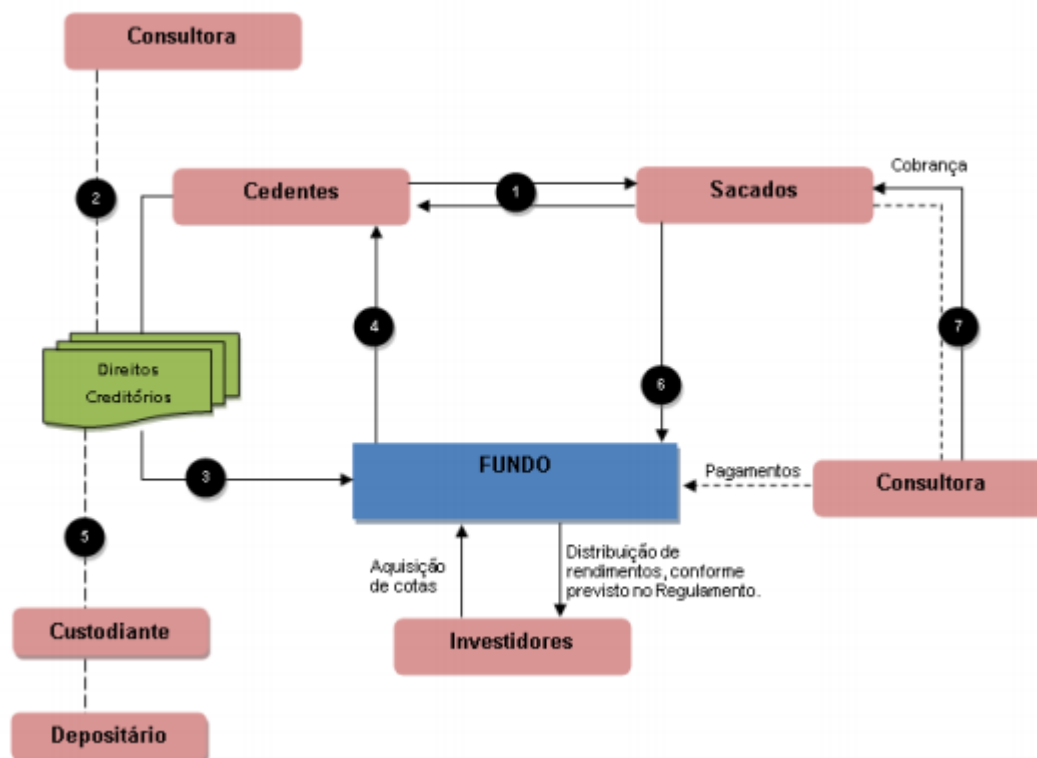 Consultora
Cobrança
2
Cedentes
1
Sacados
4
7
Direitos
Creditórios
6
FUNDO
3
Pagamentos
Consultora
5
Aquisição
de cotas
Distribuição de
rendimentos, conforme
previsto no Regulamento.
Custodiante
Investidores
Depositário